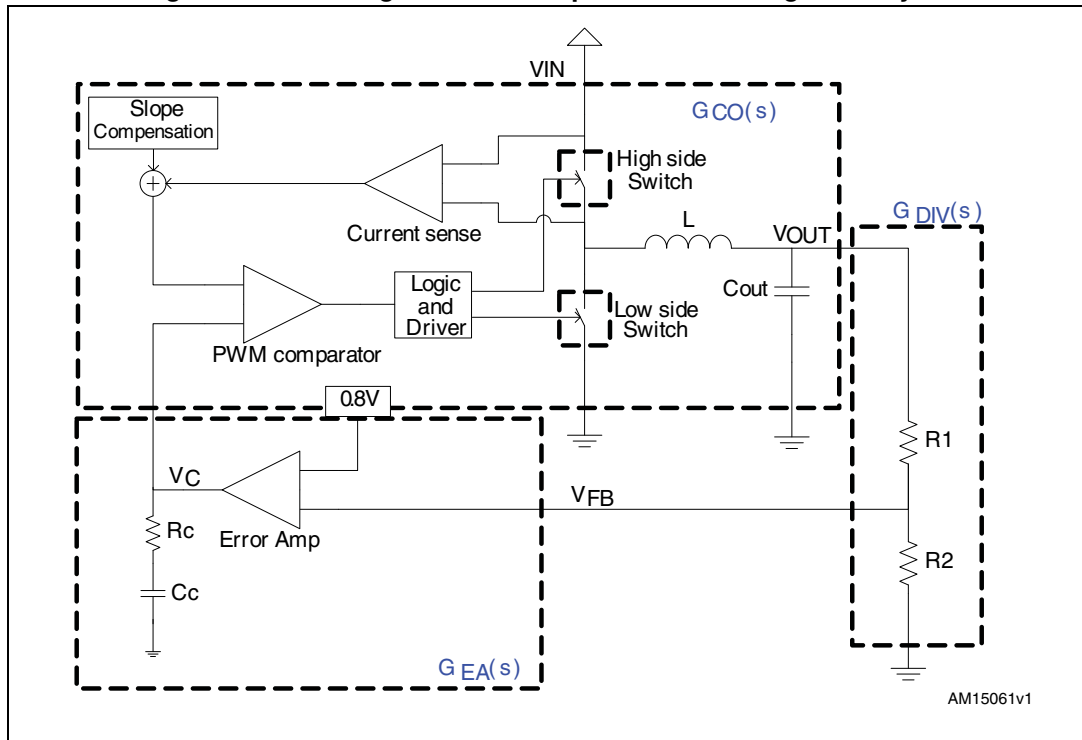 VIN
GCO(s)
Slope
Compensation
+
High side
Switch
Current sense
GDIV(s)
L
VOUT
Logic
and
Driver
Cout
Low side
Switch
PWM comparator
0.8V
R1
VC
VFB
Rc
Error Amp
R2
Cc
GEA(s)
AM15061v1